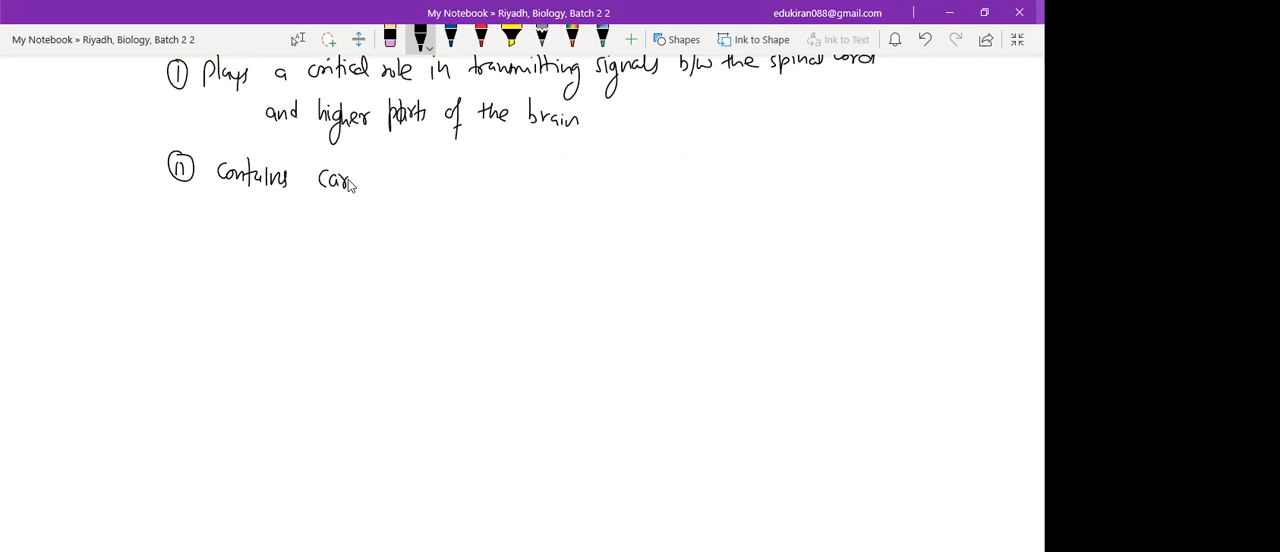 My Notebook » Riyadh, Biology, Batch 2 2
edukiran088@gmail.com
My Notebook » Riyadh, Biology, Batch 2 2
Shapes
Ink to Shape
Ink to Text
(i) Plays a critical role in transmitting signals b/w the spinal cord
and higher parts of the brain
(ii) Contains Car